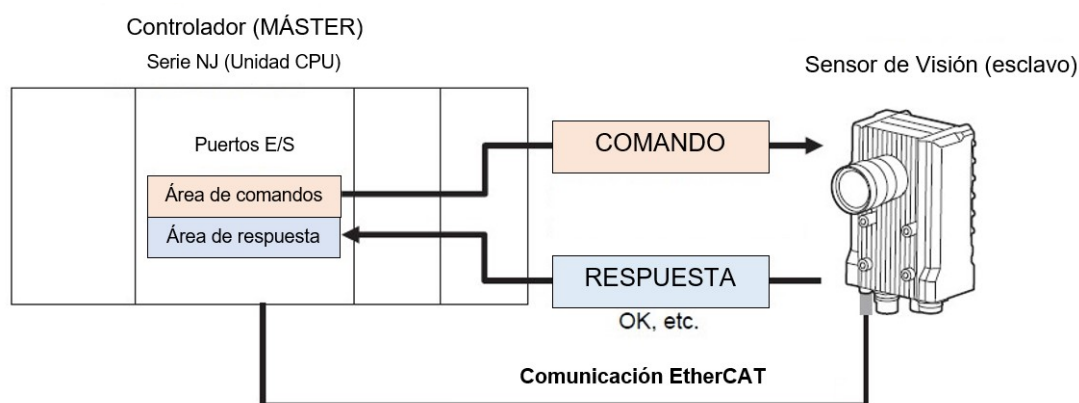 Controlador (MÁSTER)
Serie NJ (Unidad CPU)
Sensor de Visión (esclavo)
Puertos E/S
Área de comandos
Área de respuesta
COMANDO
RESPUESTA
OK, etc.
Comunicación EtherCAT